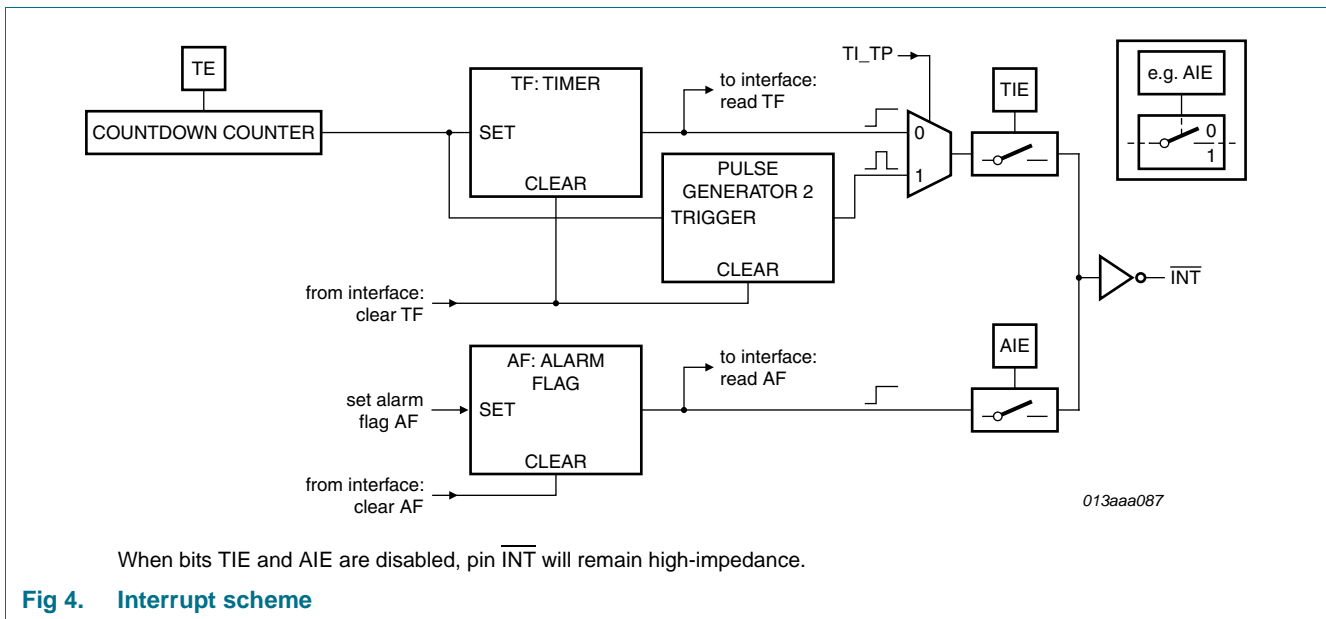 TE
COUNTDOWN COUNTER
TF: TIMER
SET
CLEAR
to interface:
read TF
PULSE
GENERATOR 2
TRIGGER
CLEAR
TI_TP
0
1
TIE
e.g. AIE
0
1
from interface:
clear TF
INT
AF: ALARM
FLAG
SET
CLEAR
to interface:
read AF
set alarm
flag AF
from interface:
clear AF
AIE
013aaa087
When bits TIE and AIE are disabled, pin INT will remain high-impedance.
Fig 4. Interrupt scheme